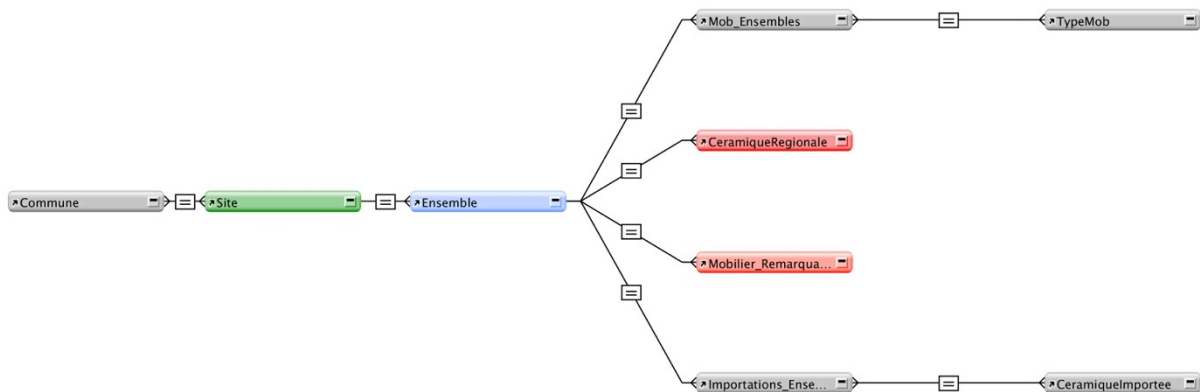 Mob_Ensembles
TypeMob
CeramiqueRegionale
Commune
Site
Ensemble
Mobilier_Remarqua...
Importations_Ense...
CeramiqueImportee